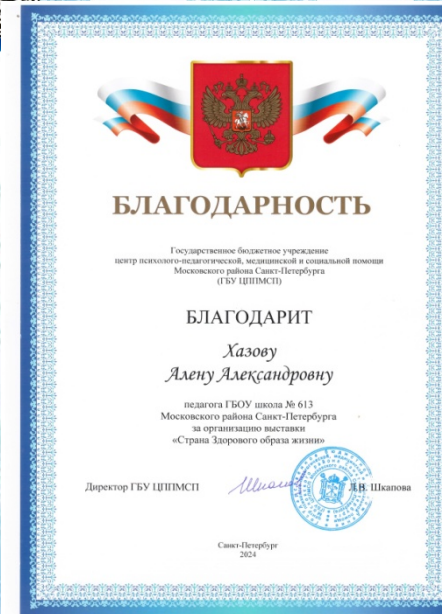 БЛАГОДАРНОСТЬ
Государственное бюджетное учреждение
центр психолого-педагогической, медицинской и социальной помощи
Московского района Санкт-Петербурга
(ГБУ ЦППМСП)
БЛАГОДАРИТ
Хазову
Алену Александровну
педагога ГБОУ школа № 613
Московского района Санкт-Петербурга
за организацию выставки
«Страна Здорового образа жизни»
Директор ГБУ ЦППМСП Л.В. Шкапова
Санкт-Петербург
2024